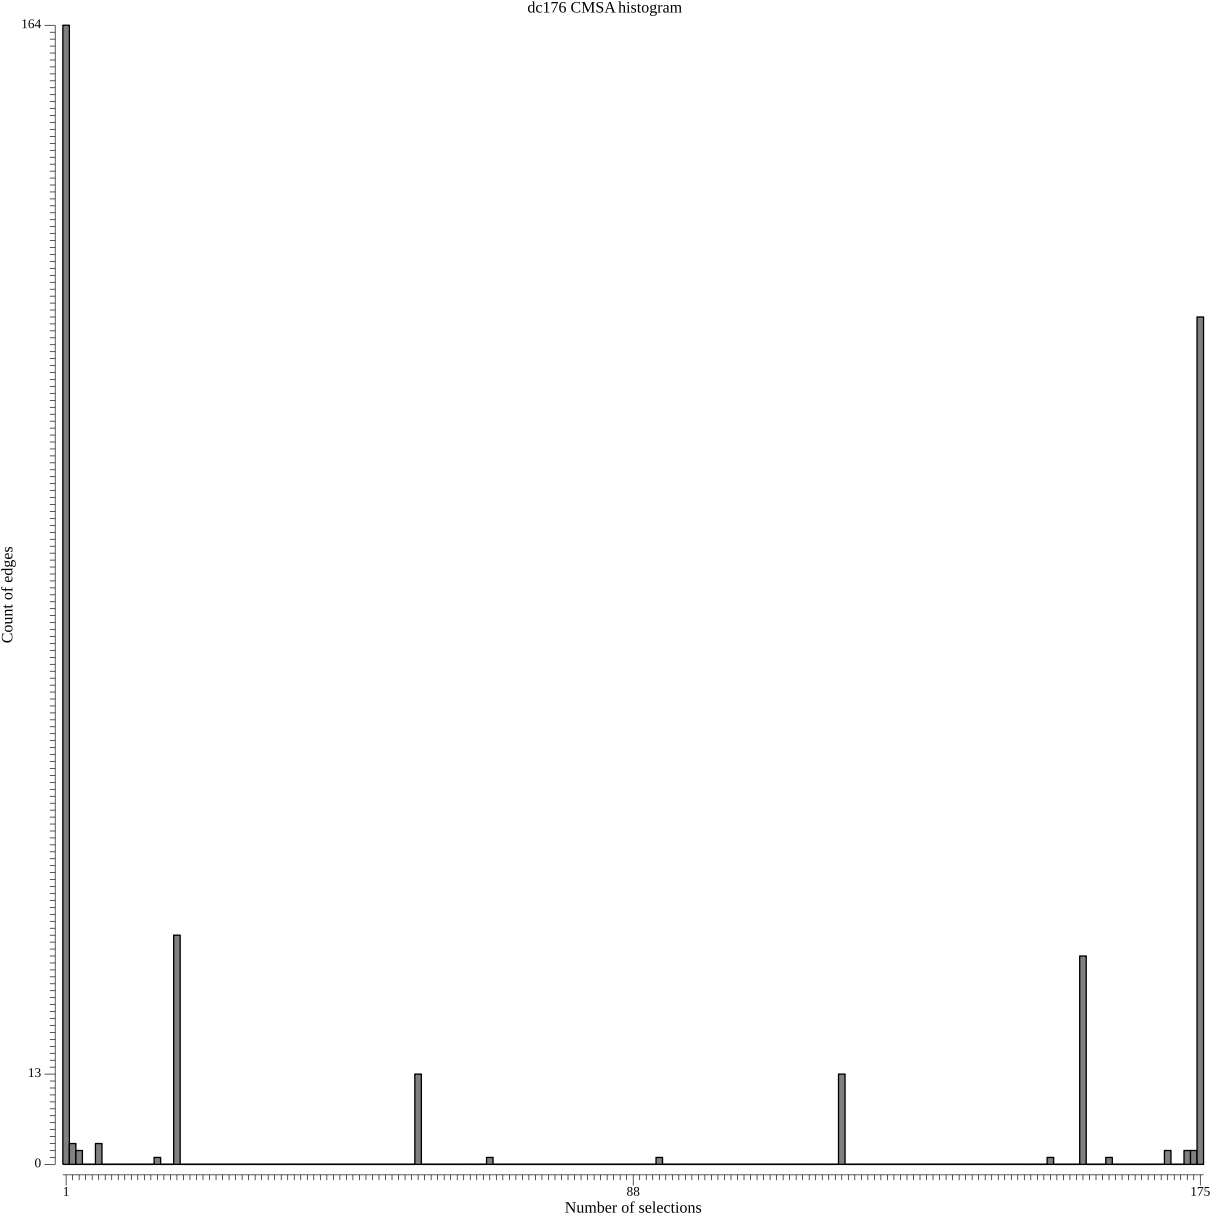 dc176 CMSA histogram
164
Count of edges
13
0
1 88 175
Number of selections